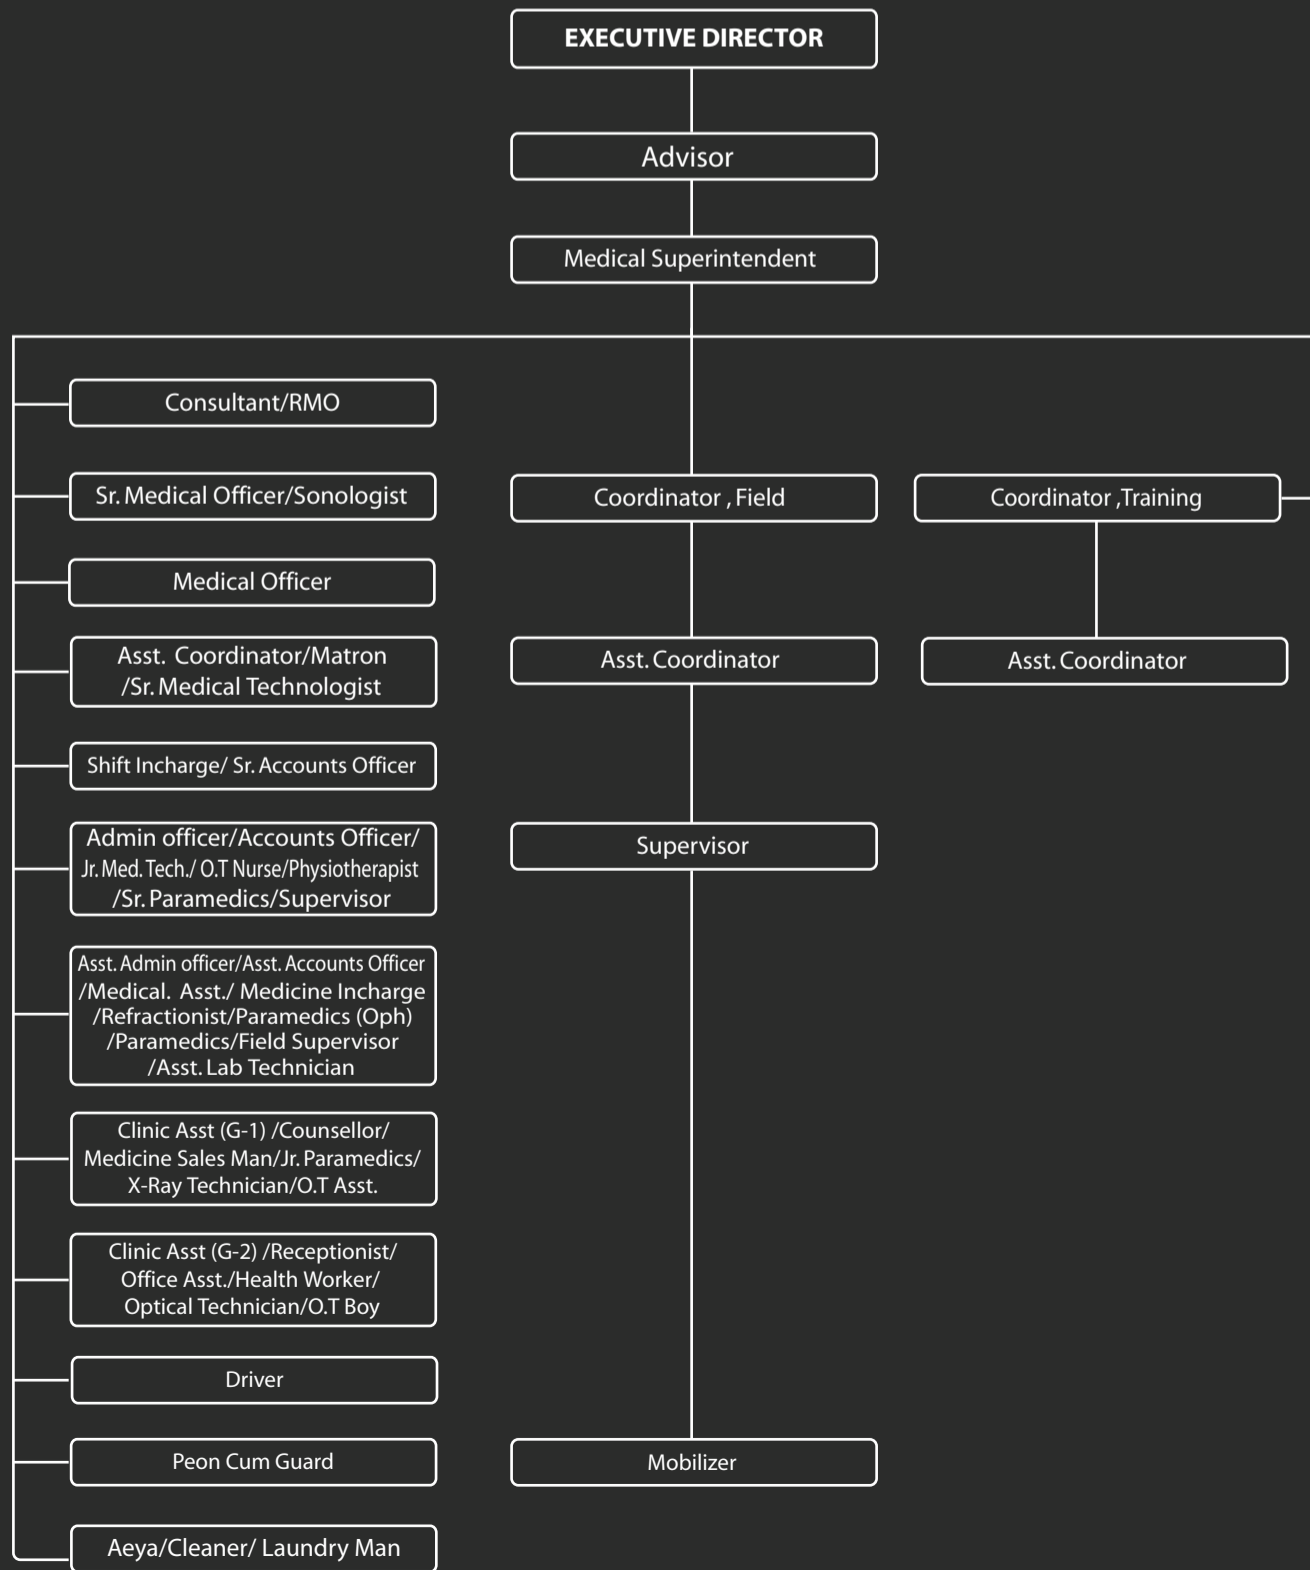 EXECUTIVE DIRECTOR
Advisor
Medical Superintendent
Consultant/RMO
Sr. Medical Officer/Sonologist
Medical Officer
Asst. Coordinator/Matron
/Sr. Medical Technologist
Shift Incharge/ Sr. Accounts Officer
Admin officer/Accounts Officer/
Jr. Med. Tech./ O.T Nurse/Physiotherapist
/Sr. Paramedics/Supervisor
Asst. Admin officer/Asst. Accounts Officer
/Medical. Asst./ Medicine Incharge
/Refractionist/Paramedics (Oph)
/Paramedics/Field Supervisor
/Asst. Lab Technician
Clinic Asst (G-1) /Counsellor/
Medicine Sales Man/Jr. Paramedics/
X-Ray Technician/O.T Asst.
Clinic Asst (G-2) /Receptionist/
Office Asst./Health Worker/
Optical Technician/O.T Boy
Driver
Peon Cum Guard
Aeya/Cleaner/ Laundry Man
Coordinator , Field
Asst. Coordinator
Supervisor
Mobilizer
Coordinator ,Training
Asst. Coordinator